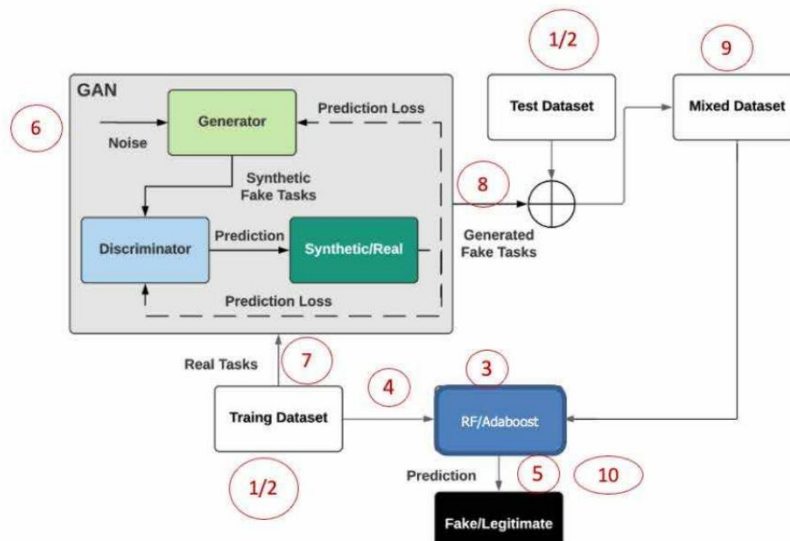 1/2
9
GAN
6
Generator
Prediction Loss
Test Dataset
Mixed Dataset
Noise
Synthetic
Fake Tasks
8
Discriminator
Prediction
Synthetic/Real
Generated
Fake Tasks
Prediction Loss
Real Tasks
7
4
3
Traing Dataset
RF/Adaboost
1/2
Prediction
5
10
Fake/Legitimate